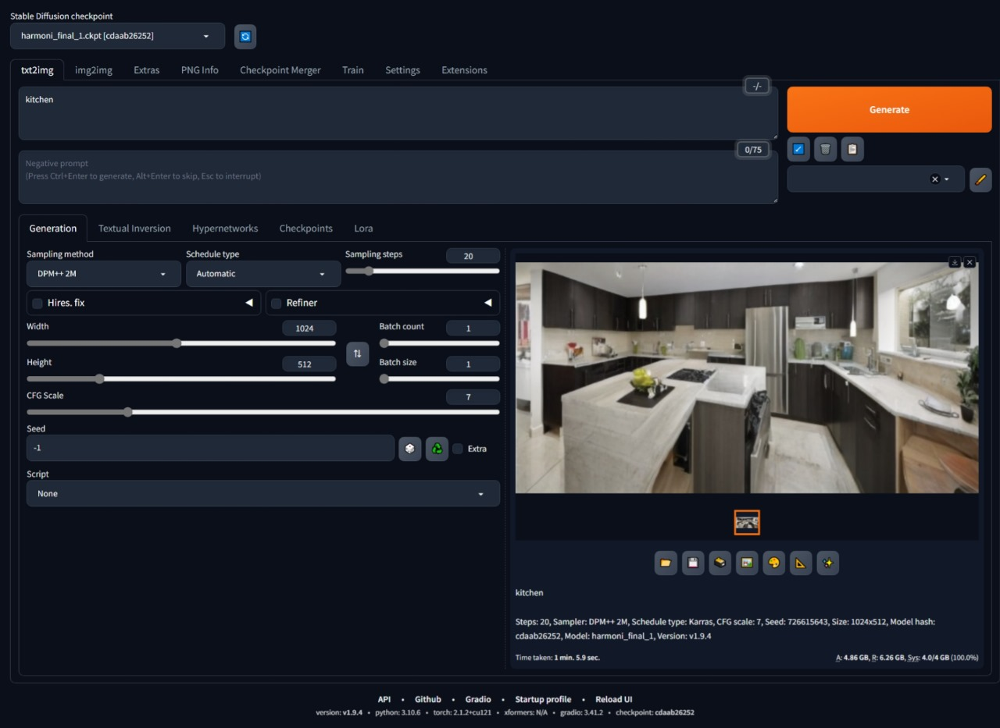 Stable Diffusion checkpoint
harmoni_final_1.ckpt [cdaab26252]
txt2img img2img Extras PNG Info Checkpoint Merger Train Settings Extensions
-/-
kitchen
Generate
0/75
Negative prompt
(Press Ctrl+Enter to generate, Alt+Enter to skip, Esc to interrupt)
Generation Textual Inversion Hypernetworks Checkpoints Lora
Sampling method Schedule type Sampling steps 20
DPM++ 2M Automatic
Hires. fix Refiner
Width 1024 Batch count 1
Height 512 Batch size 1
CFG Scale 7
Seed
-1 Extra
Script
None
kitchen
Steps: 20, Sampler: DPM++ 2M, Schedule type: Karras, CFG scale: 7, Seed: 726615643, Size: 1024x512, Model hash:
cdaab26252, Model: harmoni_final_1, Version: v1.9.4
Time taken: 1 min. 5.9 sec. A: 4.86 GB, R: 6.26 GB, Sys: 4.0/4 GB (100.0%)
API • Github • Gradio • Startup profile • Reload UI
version: v1.9.4 • python: 3.10.6 • torch: 2.1.2+cu121 • xformers: N/A • gradio: 3.41.2 • checkpoint: cdaab26252